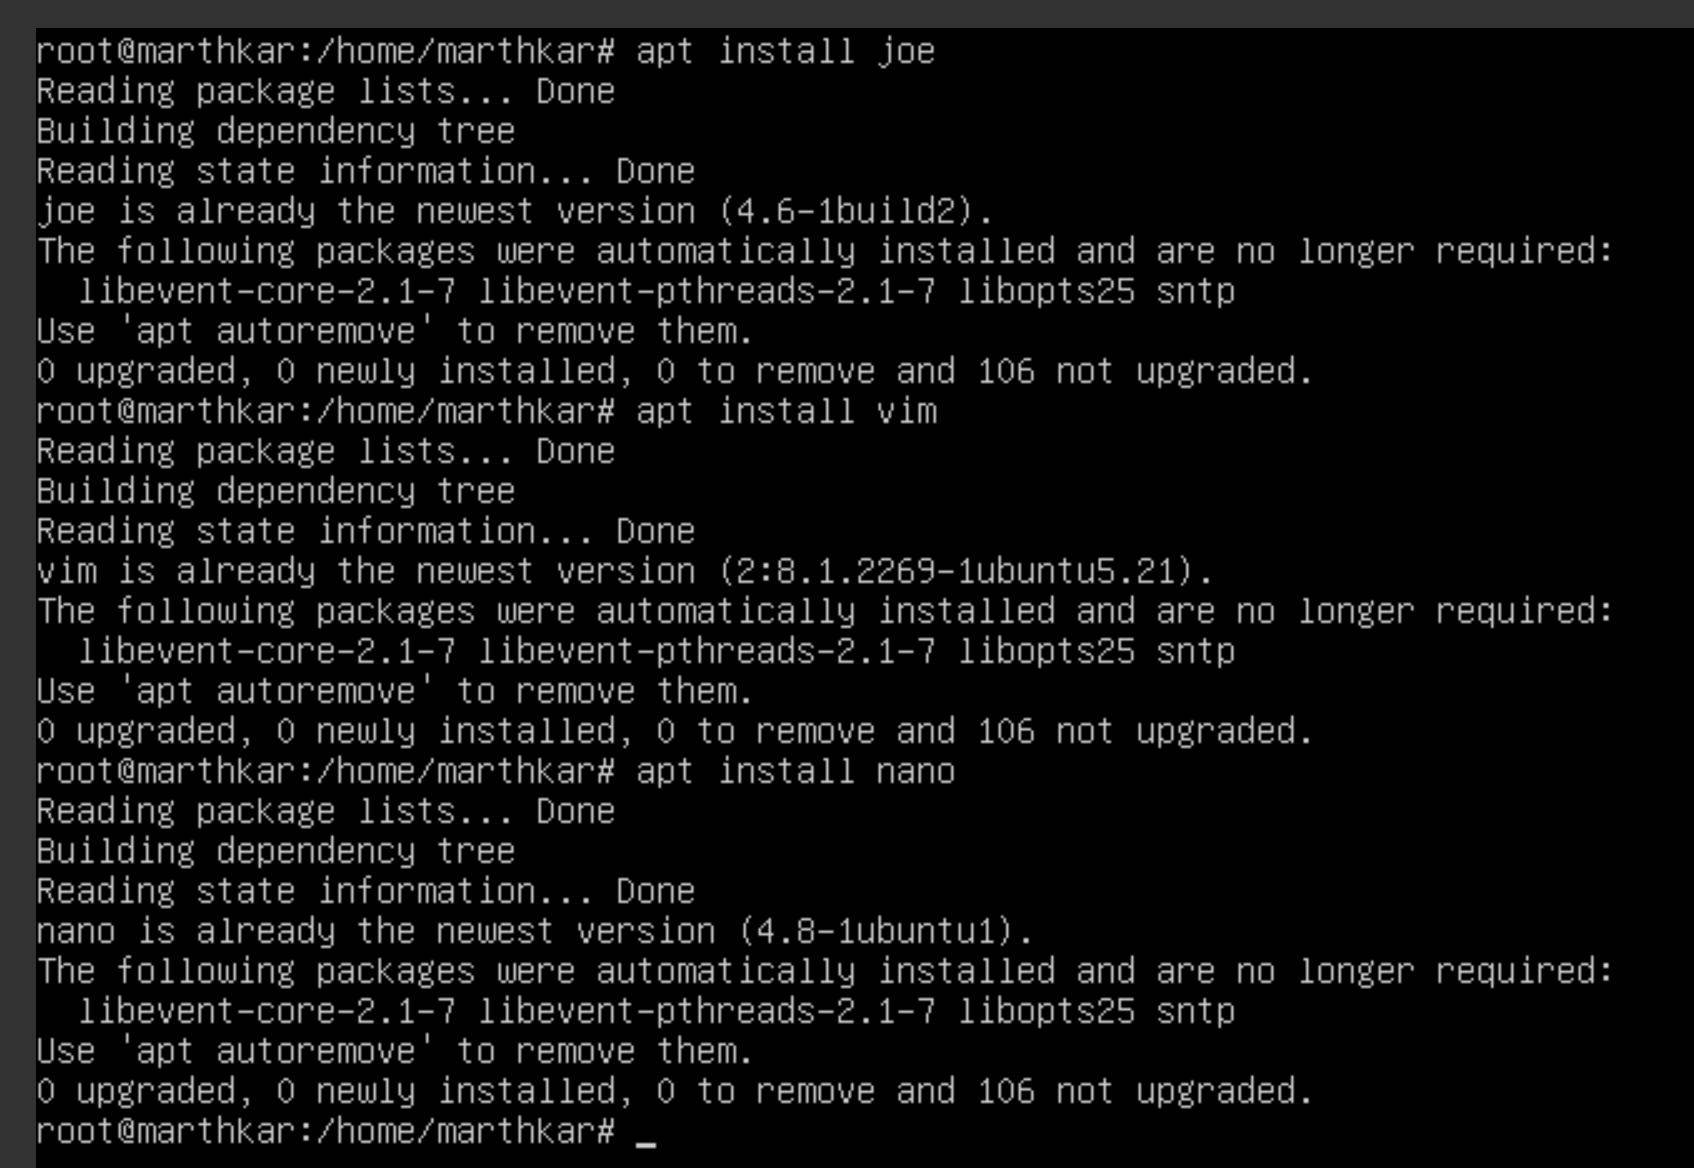 root@marthkar:/home/marthkar# apt install joe
Reading package lists... Done
Building dependency tree
Reading state information... Done
joe is already the newest version (4.6-1build2).
The following packages were automatically installed and are no longer required:
  libevent-core-2.1-7 libevent-pthreads-2.1-7 libopts25 sntp
Use 'apt autoremove' to remove them.
0 upgraded, 0 newly installed, 0 to remove and 106 not upgraded.
root@marthkar:/home/marthkar# apt install vim
Reading package lists... Done
Building dependency tree
Reading state information... Done
vim is already the newest version (2:8.1.2269-1ubuntu5.21).
The following packages were automatically installed and are no longer required:
  libevent-core-2.1-7 libevent-pthreads-2.1-7 libopts25 sntp
Use 'apt autoremove' to remove them.
0 upgraded, 0 newly installed, 0 to remove and 106 not upgraded.
root@marthkar:/home/marthkar# apt install nano
Reading package lists... Done
Building dependency tree
Reading state information... Done
nano is already the newest version (4.8-1ubuntu1).
The following packages were automatically installed and are no longer required:
  libevent-core-2.1-7 libevent-pthreads-2.1-7 libopts25 sntp
Use 'apt autoremove' to remove them.
0 upgraded, 0 newly installed, 0 to remove and 106 not upgraded.
root@marthkar:/home/marthkar# _